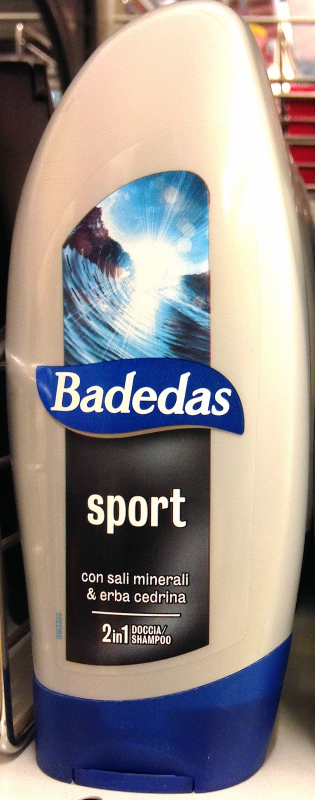 Badedas
sport
con sali minerali
& erba cedrina
2in1 DOCCIA/
SHAMPOO